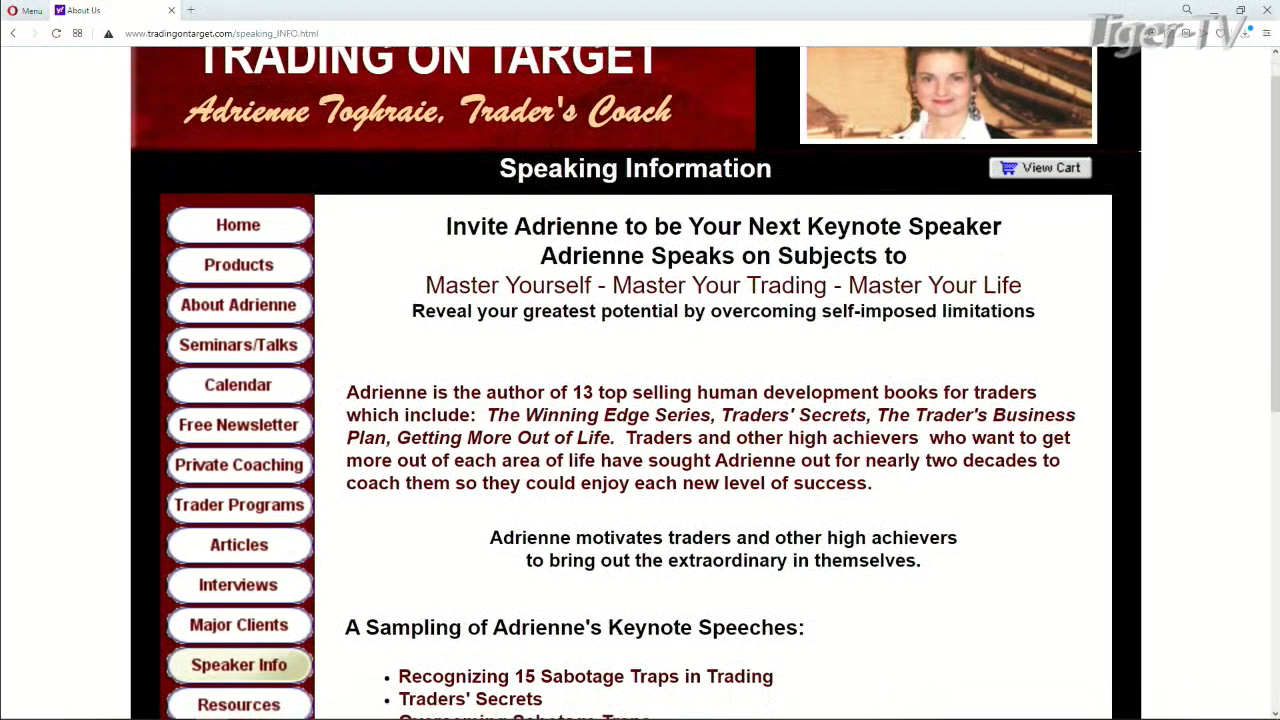 Menu
About Us
www.tradingontarget.com/speaking_INFO.html
Tiger TV
TRADING ON TARGET
Adrienne Toghraie, Trader's Coach
Speaking Information
View Cart
Home
Products
About Adrienne
Seminars/Talks
Calendar
Free Newsletter
Private Coaching
Trader Programs
Articles
Interviews
Major Clients
Speaker Info
Resources
Invite Adrienne to be Your Next Keynote Speaker
Adrienne Speaks on Subjects to
Master Yourself - Master Your Trading - Master Your Life
Reveal your greatest potential by overcoming self-imposed limitations
Adrienne is the author of 13 top selling human development books for traders
which include: The Winning Edge Series, Traders' Secrets, The Trader's Business
Plan, Getting More Out of Life. Traders and other high achievers who want to get
more out of each area of life have sought Adrienne out for nearly two decades to
coach them so they could enjoy each new level of success.
Adrienne motivates traders and other high achievers
to bring out the extraordinary in themselves.
A Sampling of Adrienne's Keynote Speeches:
• Recognizing 15 Sabotage Traps in Trading
• Traders' Secrets
Overcoming Sabotage Traps